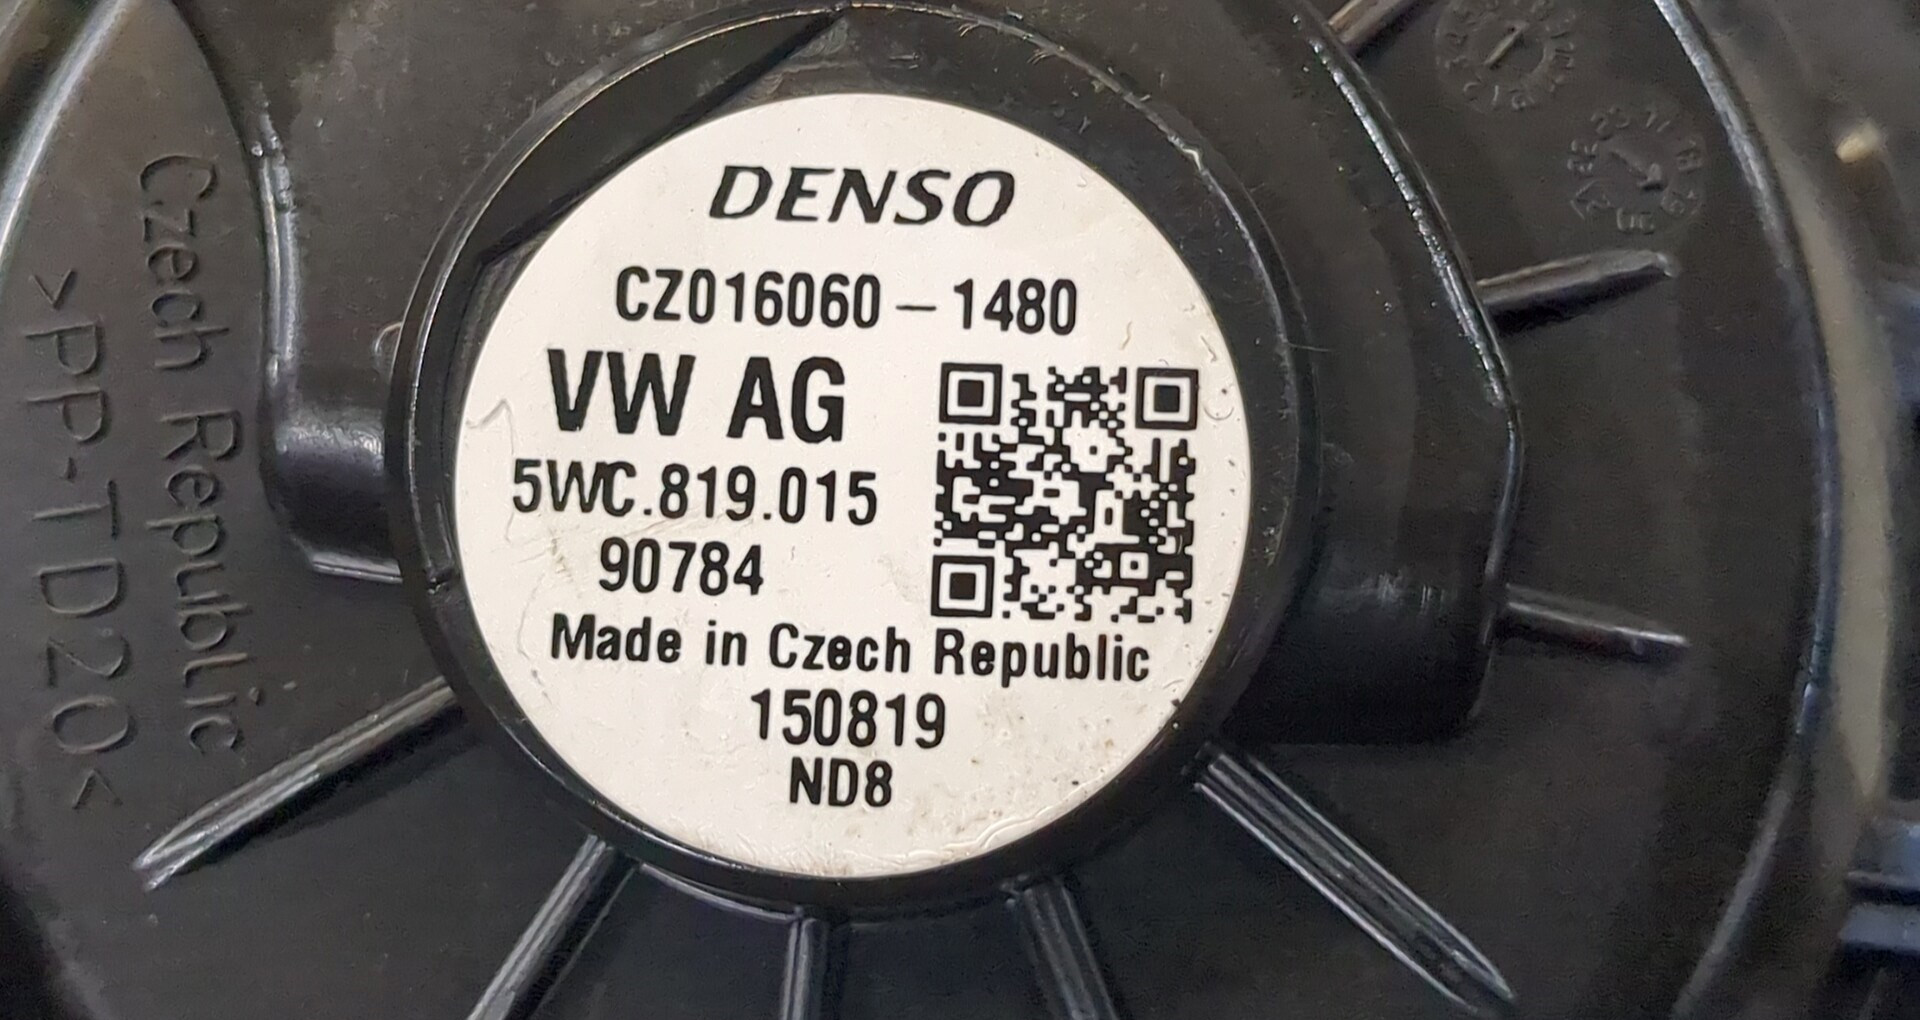 DENSO
CZ016060-1480
VW AG
5WC.819.015
90784
Made in Czech Republic
150819
ND8
Czech Republic
>PP-TD20<